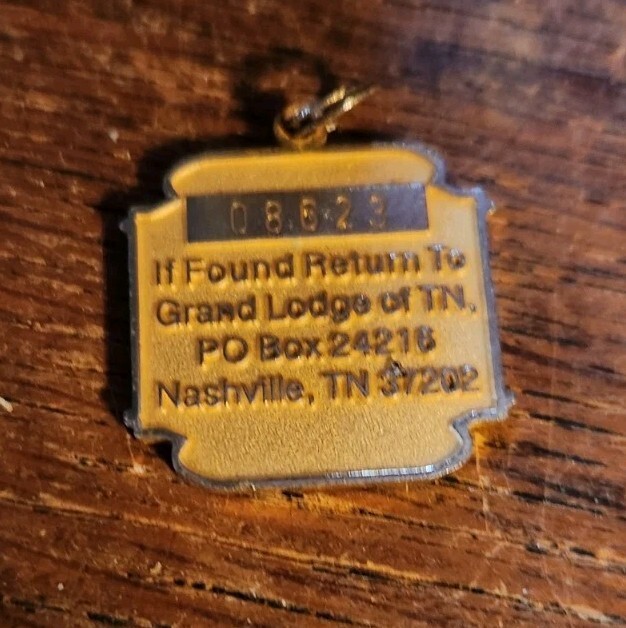 08623
If Found Return To
Grand Lodge of TN.
PO Box 24216
Nashville, TN 37202